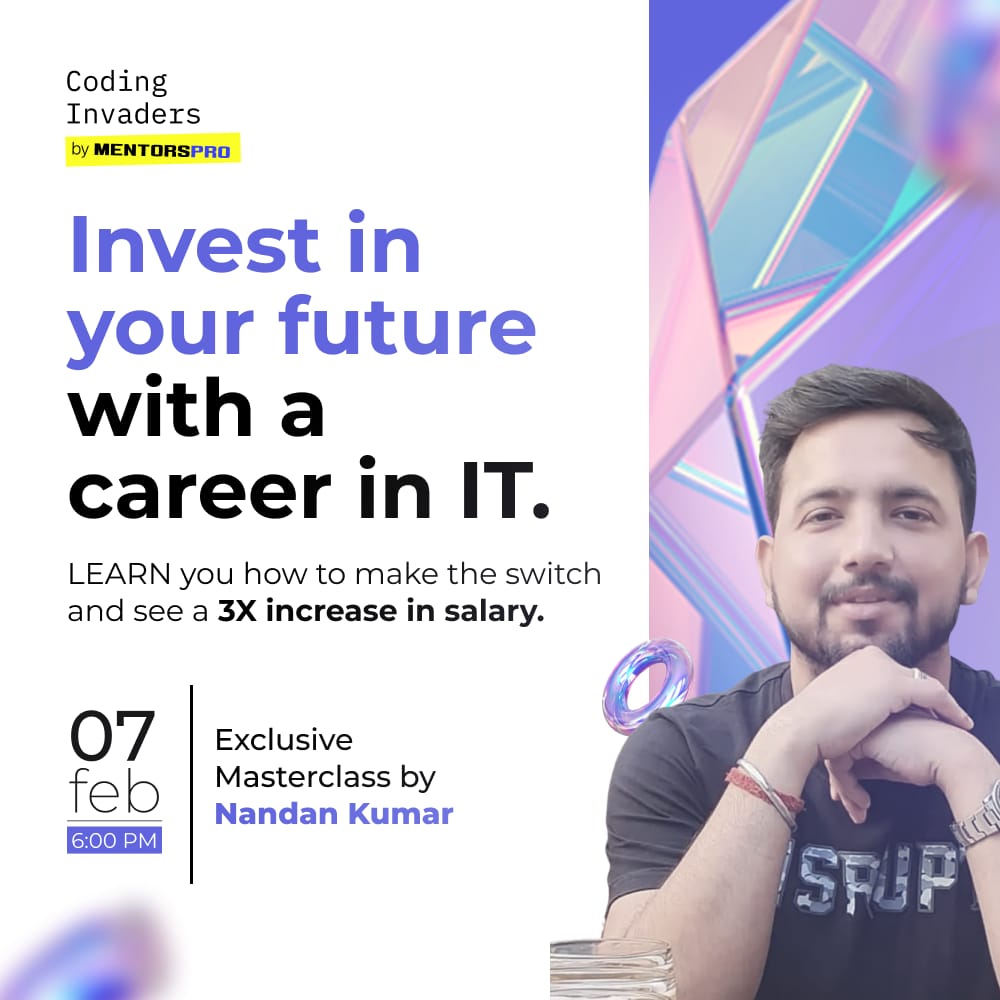 Coding
Invaders
by MENTORSPRO
Invest in
your future
with a
career in IT.
LEARN you how to make the switch
and see a 3X increase in salary.
07
feb
6:00 PM
Exclusive
Masterclass by
Nandan Kumar
ISRUPT